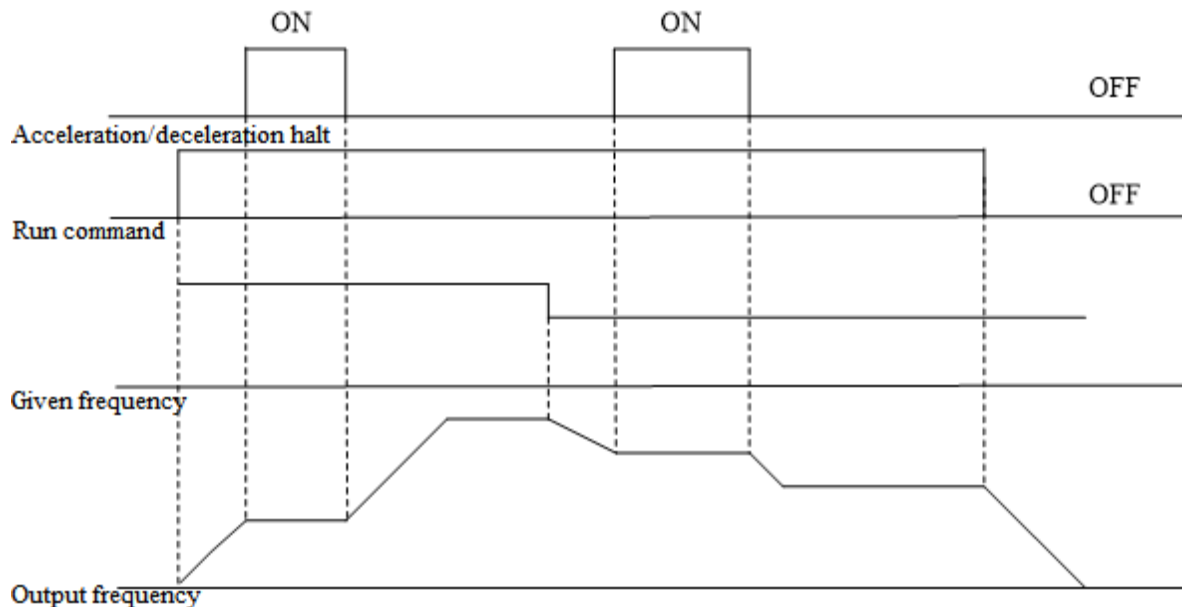 ON ON
OFF
Acceleration/deceleration halt
OFF
Run command
Given frequency
Output frequency